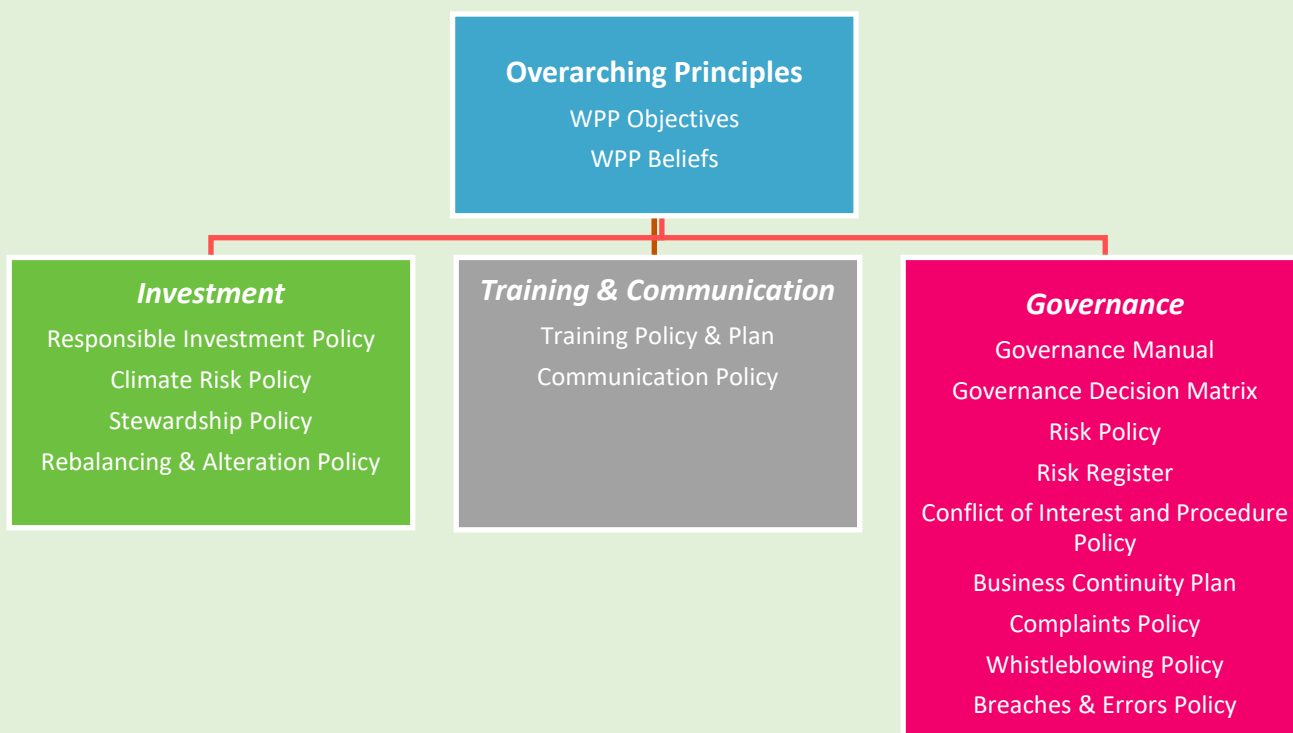 Overarching Principles
WPP Objectives
WPP Beliefs
Investment
Responsible Investment Policy
Climate Risk Policy
Stewardship Policy
Rebalancing & Alteration Policy
Training & Communication
Training Policy & Plan
Communication Policy
Governance
Governance Manual
Governance Decision Matrix
Risk Policy
Risk Register
Conflict of Interest and Procedure
Policy
Business Continuity Plan
Complaints Policy
Whistleblowing Policy
Breaches & Errors Policy